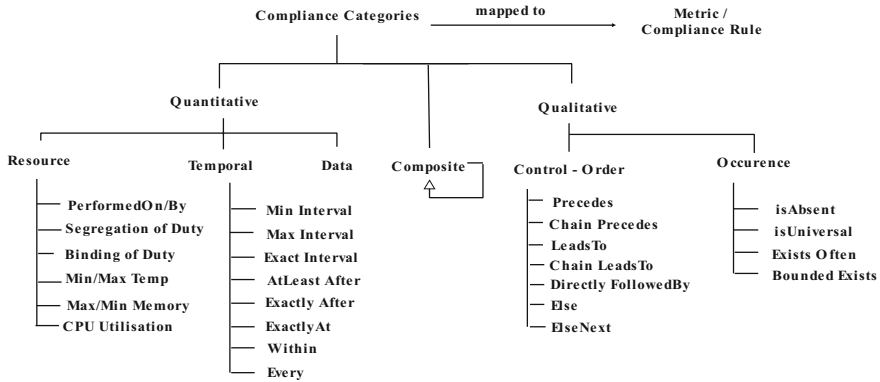 Compliance Categories
mapped to
Metric /
Compliance Rule
Quantitative
Qualitative
Resource
Temporal
Data
Composite
Control - Order
Occurence
PerformedOn/By
Segregation of Duty
Binding of Duty
Min/Max Temp
Max/Min Memory
CPU Utilisation
Min Interval
Max Interval
Exact Interval
AtLeast After
Exactly After
ExactlyAt
Within
Every
Precedes
Chain Precedes
LeadsTo
Chain LeadsTo
Directly FollowedBy
Else
ElseNext
isAbsent
isUniversal
Exists Often
Bounded Exists